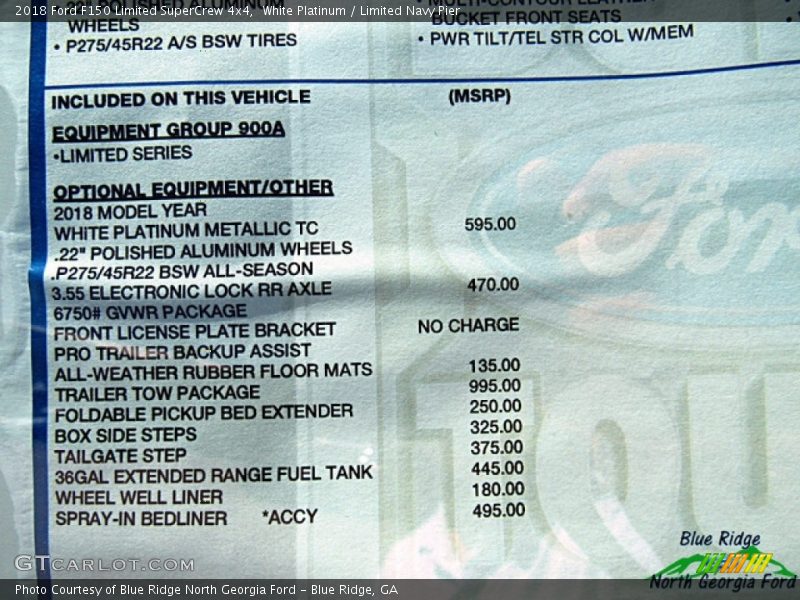 2018 Ford F150 Limited SuperCrew 4x4, White Platinum / Limited Navy Pier
WHEELS
• P275/45R22 A/S BSW TIRES
• MULTI-CONTOUR LEATHER
BUCKET FRONT SEATS
• PWR TILT/TEL STR COL W/MEM
INCLUDED ON THIS VEHICLE (MSRP)
EQUIPMENT GROUP 900A
•LIMITED SERIES
OPTIONAL EQUIPMENT/OTHER
2018 MODEL YEAR
WHITE PLATINUM METALLIC TC 595.00
.22" POLISHED ALUMINUM WHEELS
.P275/45R22 BSW ALL-SEASON
3.55 ELECTRONIC LOCK RR AXLE 470.00
6750# GVWR PACKAGE
FRONT LICENSE PLATE BRACKET NO CHARGE
PRO TRAILER BACKUP ASSIST
ALL-WEATHER RUBBER FLOOR MATS 135.00
TRAILER TOW PACKAGE 995.00
FOLDABLE PICKUP BED EXTENDER 250.00
BOX SIDE STEPS 325.00
TAILGATE STEP 375.00
36GAL EXTENDED RANGE FUEL TANK 445.00
WHEEL WELL LINER 180.00
SPRAY-IN BEDLINER *ACCY 495.00
Ford
GTCARLOT.COM
Blue Ridge
North Georgia Ford
Photo Courtesy of Blue Ridge North Georgia Ford – Blue Ridge, GA